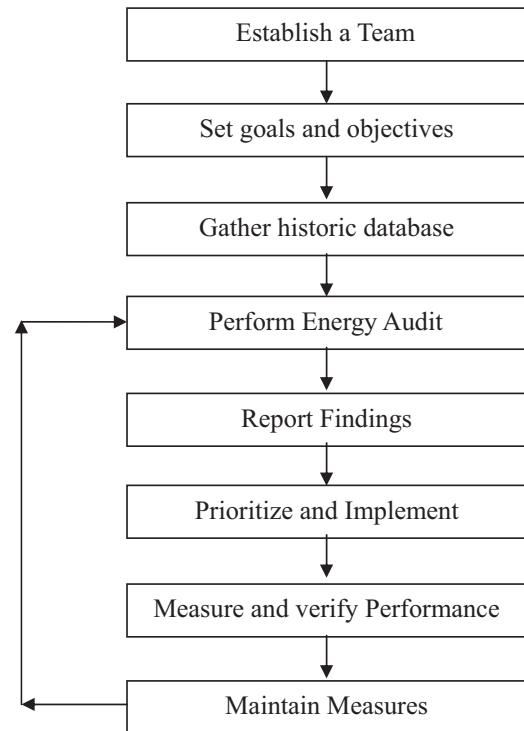 Establish a Team
Set goals and objectives
Gather historic database
Perform Energy Audit
Report Findings
Prioritize and Implement
Measure and verify Performance
Maintain Measures